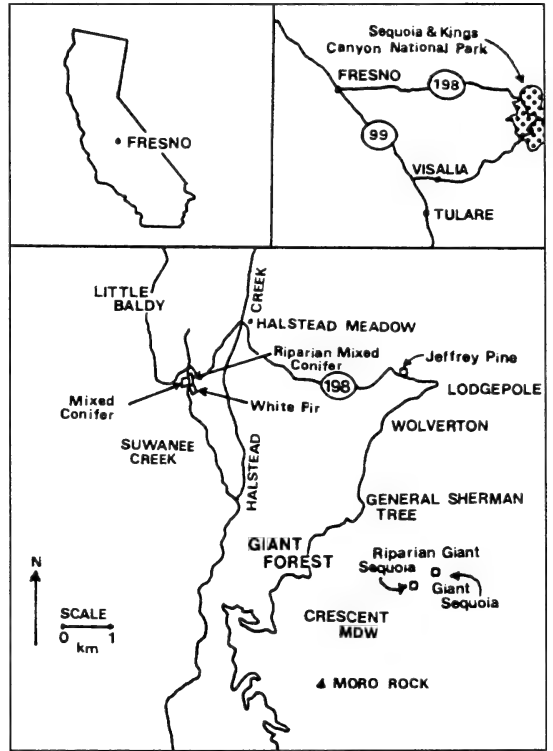 FRESNO
Sequoia & Kings
Canyon National Park
FRESNO
198
99
VISALIA
TULARE
LITTLE
BALDY
CREEK
HALSTEAD MEADOW
Riparian Mixed
Conifer
Jeffrey Pine
198
LODGEPOLE
Mixed
Conifer
White Fir
WOLVERTON
SUWANEE
CREEK
HALSTEAD
GENERAL SHERMAN
TREE
GIANT
FOREST
Riparian Giant
Sequoia
Giant
Sequoia
N
SCALE
0 1
km
CRESCENT
MDW
MORO ROCK